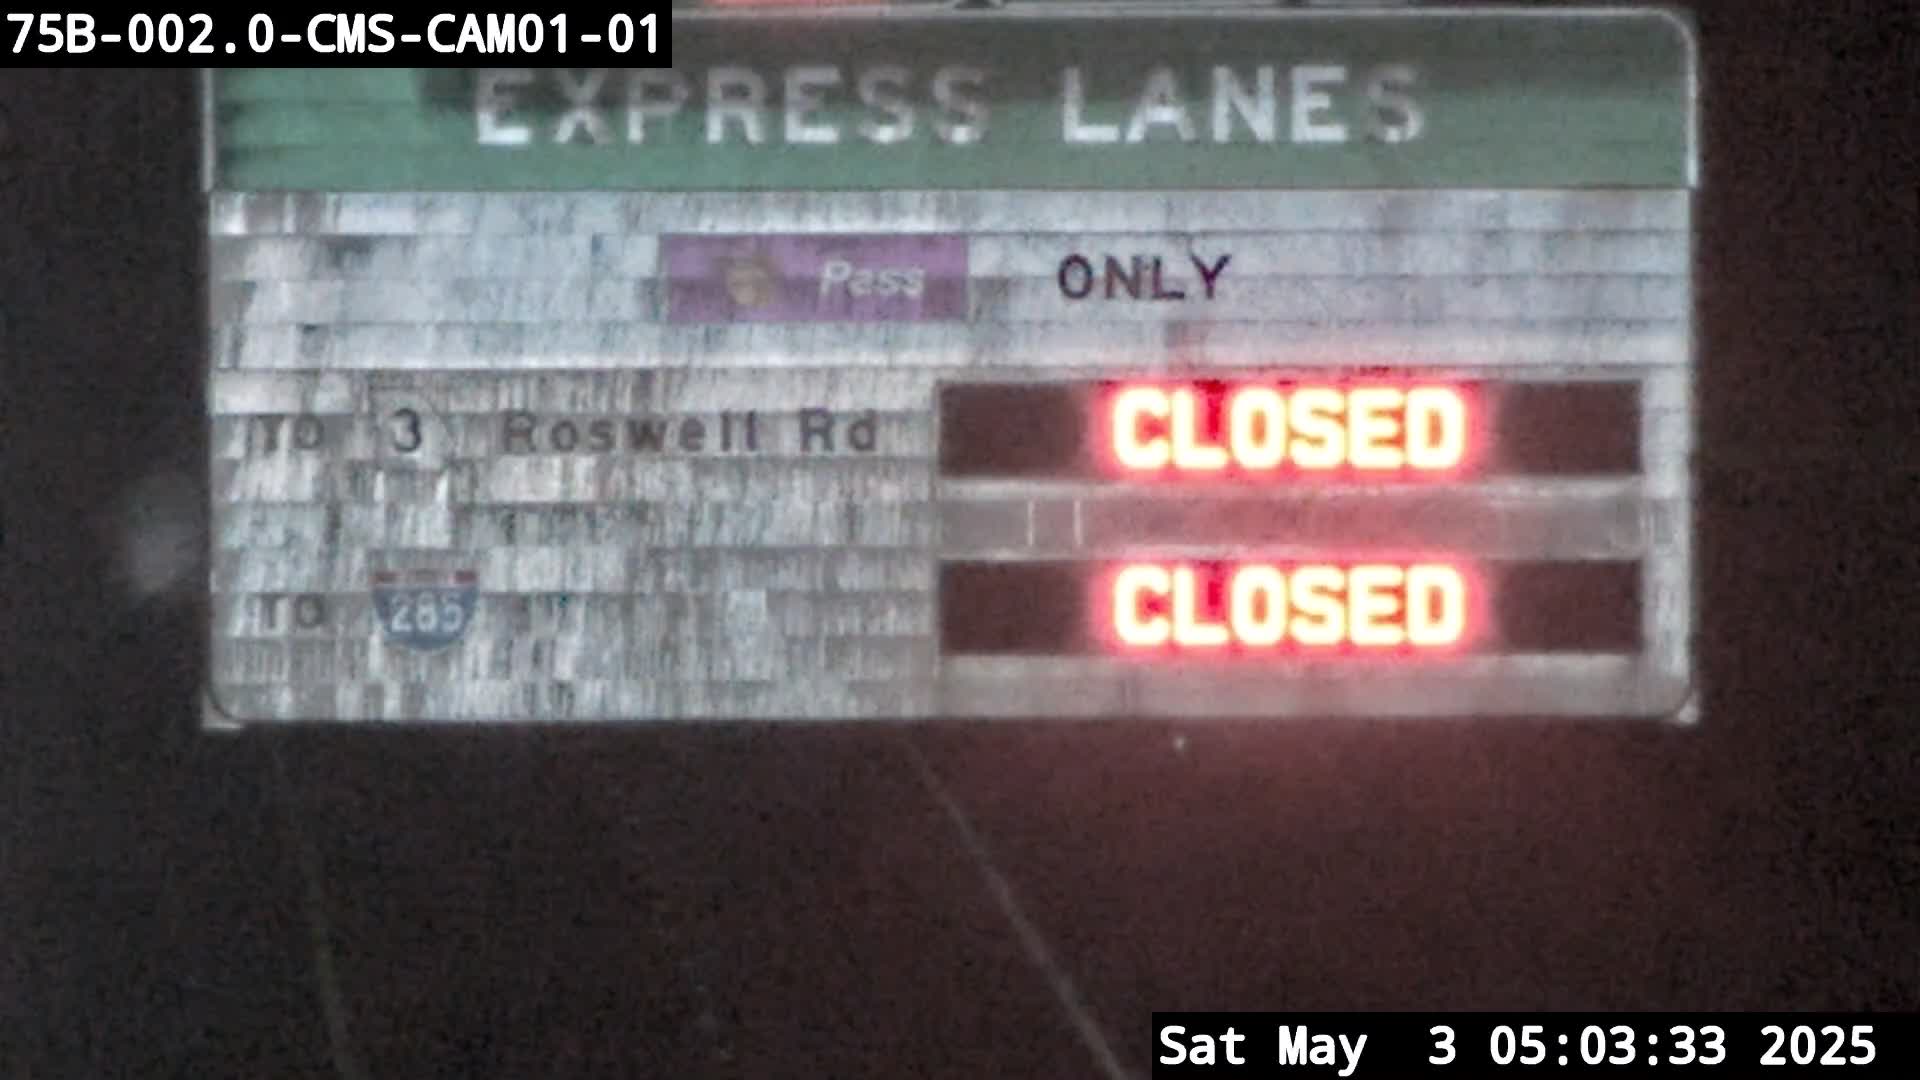 75B-002.0-CMS-CAM01-01
EXPRESS LANES
Pass ONLY
TO 3 Roswell Rd CLOSED
TO 285 CLOSED
Sat May 3 05:03:33 2025